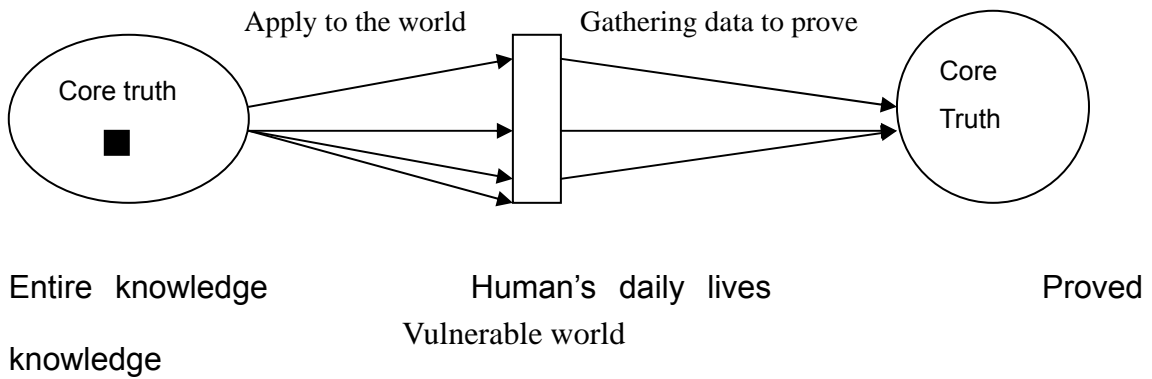 Apply to the world Gathering data to prove
Core truth
Core
Truth
Entire knowledge Human’s daily lives Proved
Vulnerable world
knowledge